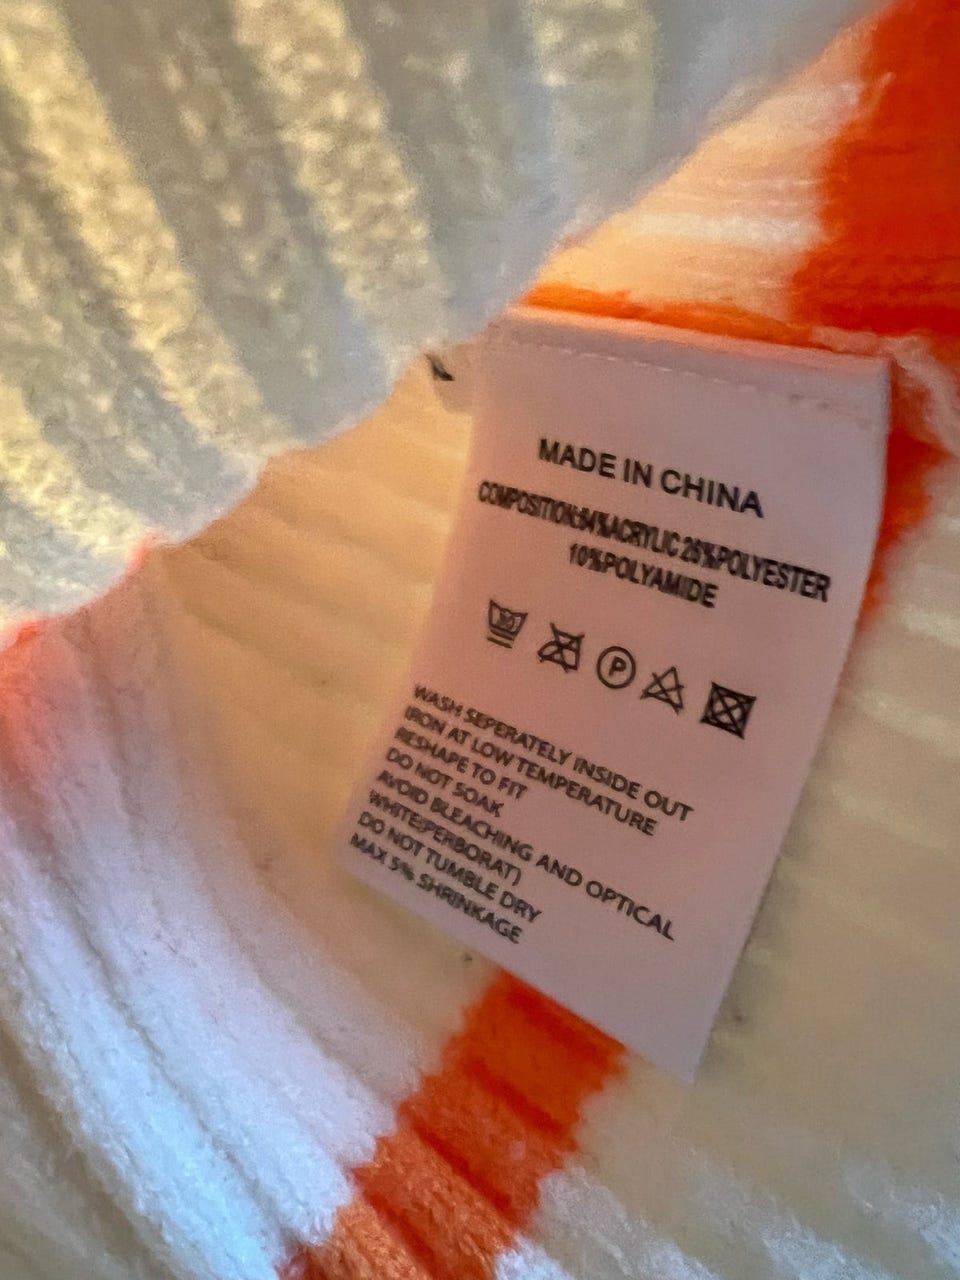 MADE IN CHINA
COMPOSITION:64%ACRYLIC 26%POLYESTER
10%POLYAMIDE
P
WASH SEPERATELY INSIDE OUT
IRON AT LOW TEMPERATURE
RESHAPE TO FIT
DO NOT SOAK
AVOID BLEACHING AND OPTICAL
WHITE(PERBORAT)
DO NOT TUMBLE DRY
MAX 5% SHRINKAGE